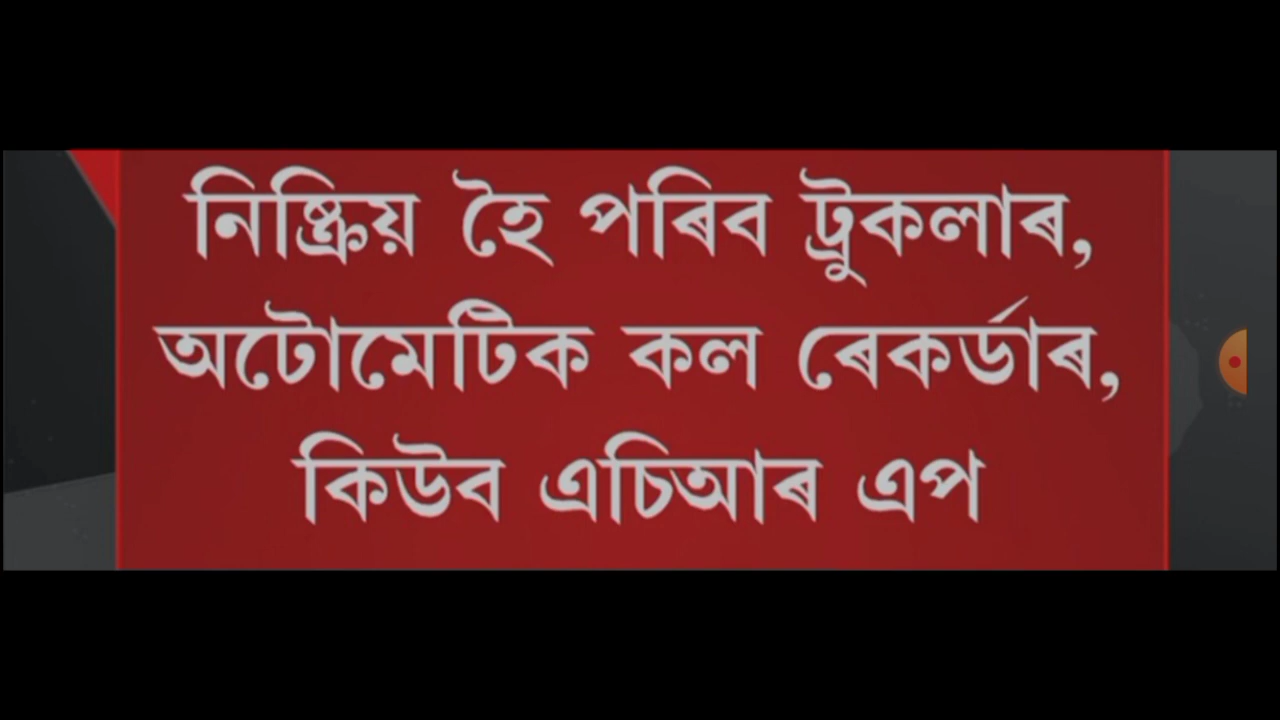 নিষ্ক্ৰিয় হৈ পৰিব ট্ৰুকলাৰ,
অটোমেটিক কল ৰেকৰ্ডাৰ,
কিউব এচিআৰ এপ